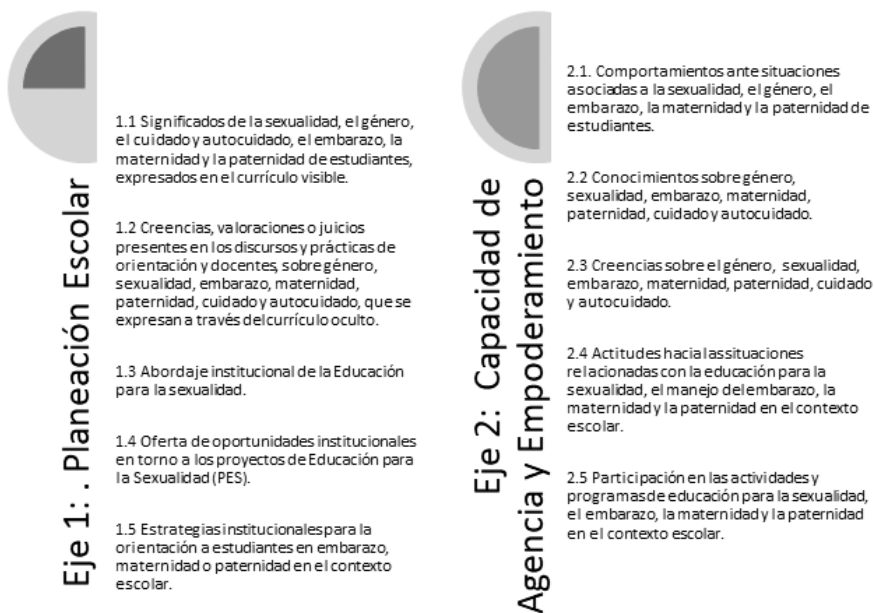 Eje 1: . Planeación Escolar
1.1 Significados de la sexualidad, el género,
el cuidado y autocuidado, el embarazo, la
maternidad y la paternidad de estudiantes,
expresados en el currículo visible.
1.2 Creencias, valoraciones o juicios
presentes en los discursos y prácticas de
orientación y docentes, sobre género,
sexualidad, embarazo, maternidad,
paternidad, cuidado y autocuidado, que se
expresan a través del currículo oculto.
1.3 Abordaje institucional de la Educación
para la sexualidad.
1.4 Oferta de oportunidades institucionales
en torno a los proyectos de Educación para
la Sexualidad (PES).
1.5 Estrategias institucionales para la
orientación a estudiantes en embarazo,
maternidad o paternidad en el contexto
escolar.
Eje 2: Capacidad de
Agencia y Empoderamiento
2.1. Comportamientos ante situaciones
asociadas a la sexualidad, el género, el
embarazo, la maternidad y la paternidad de
estudiantes.
2.2 Conocimientos sobre género,
sexualidad, embarazo, maternidad,
paternidad, cuidado y autocuidado.
2.3 Creencias sobre el género, sexualidad,
embarazo, maternidad, paternidad, cuidado
y autocuidado.
2.4 Actitudes hacia las situaciones
relacionadas con la educación para la
sexualidad, el manejo del embarazo, la
maternidad y la paternidad en el contexto
escolar.
2.5 Participación en las actividades y
programas de educación para la sexualidad,
el embarazo, la maternidad y la paternidad
en el contexto escolar.